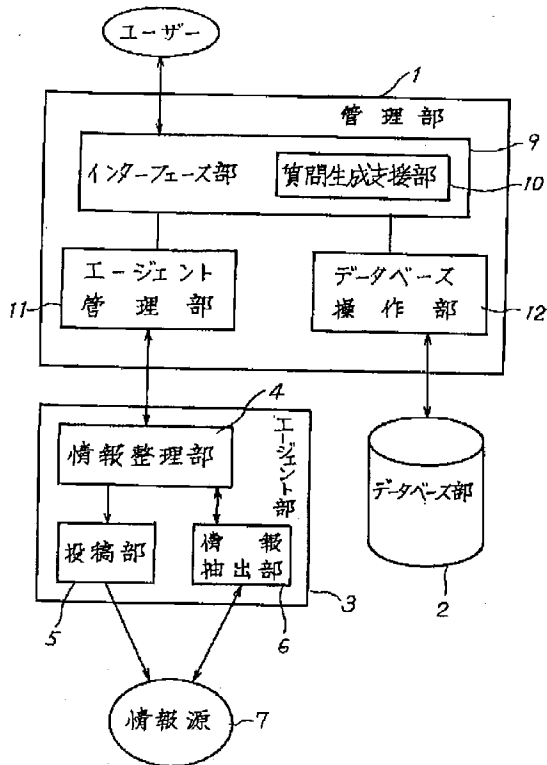 ユーザー
1
管理部
9
インターフェーズ部
質問生成支援部
10
エージェント
管理部
11
データベース
操作部
12
4
エージェント部
情報整理部
投稿部
情報
抽出部
5
6
3
データベース部
2
情報源
7